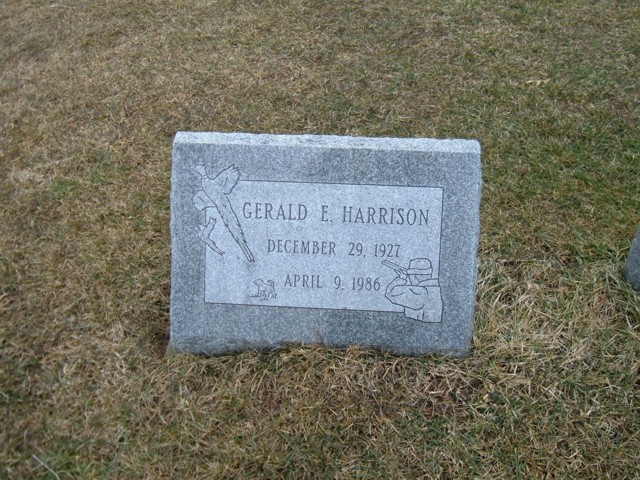 GERALD E. HARRISON
DECEMBER 29, 1927
APRIL 9, 1986